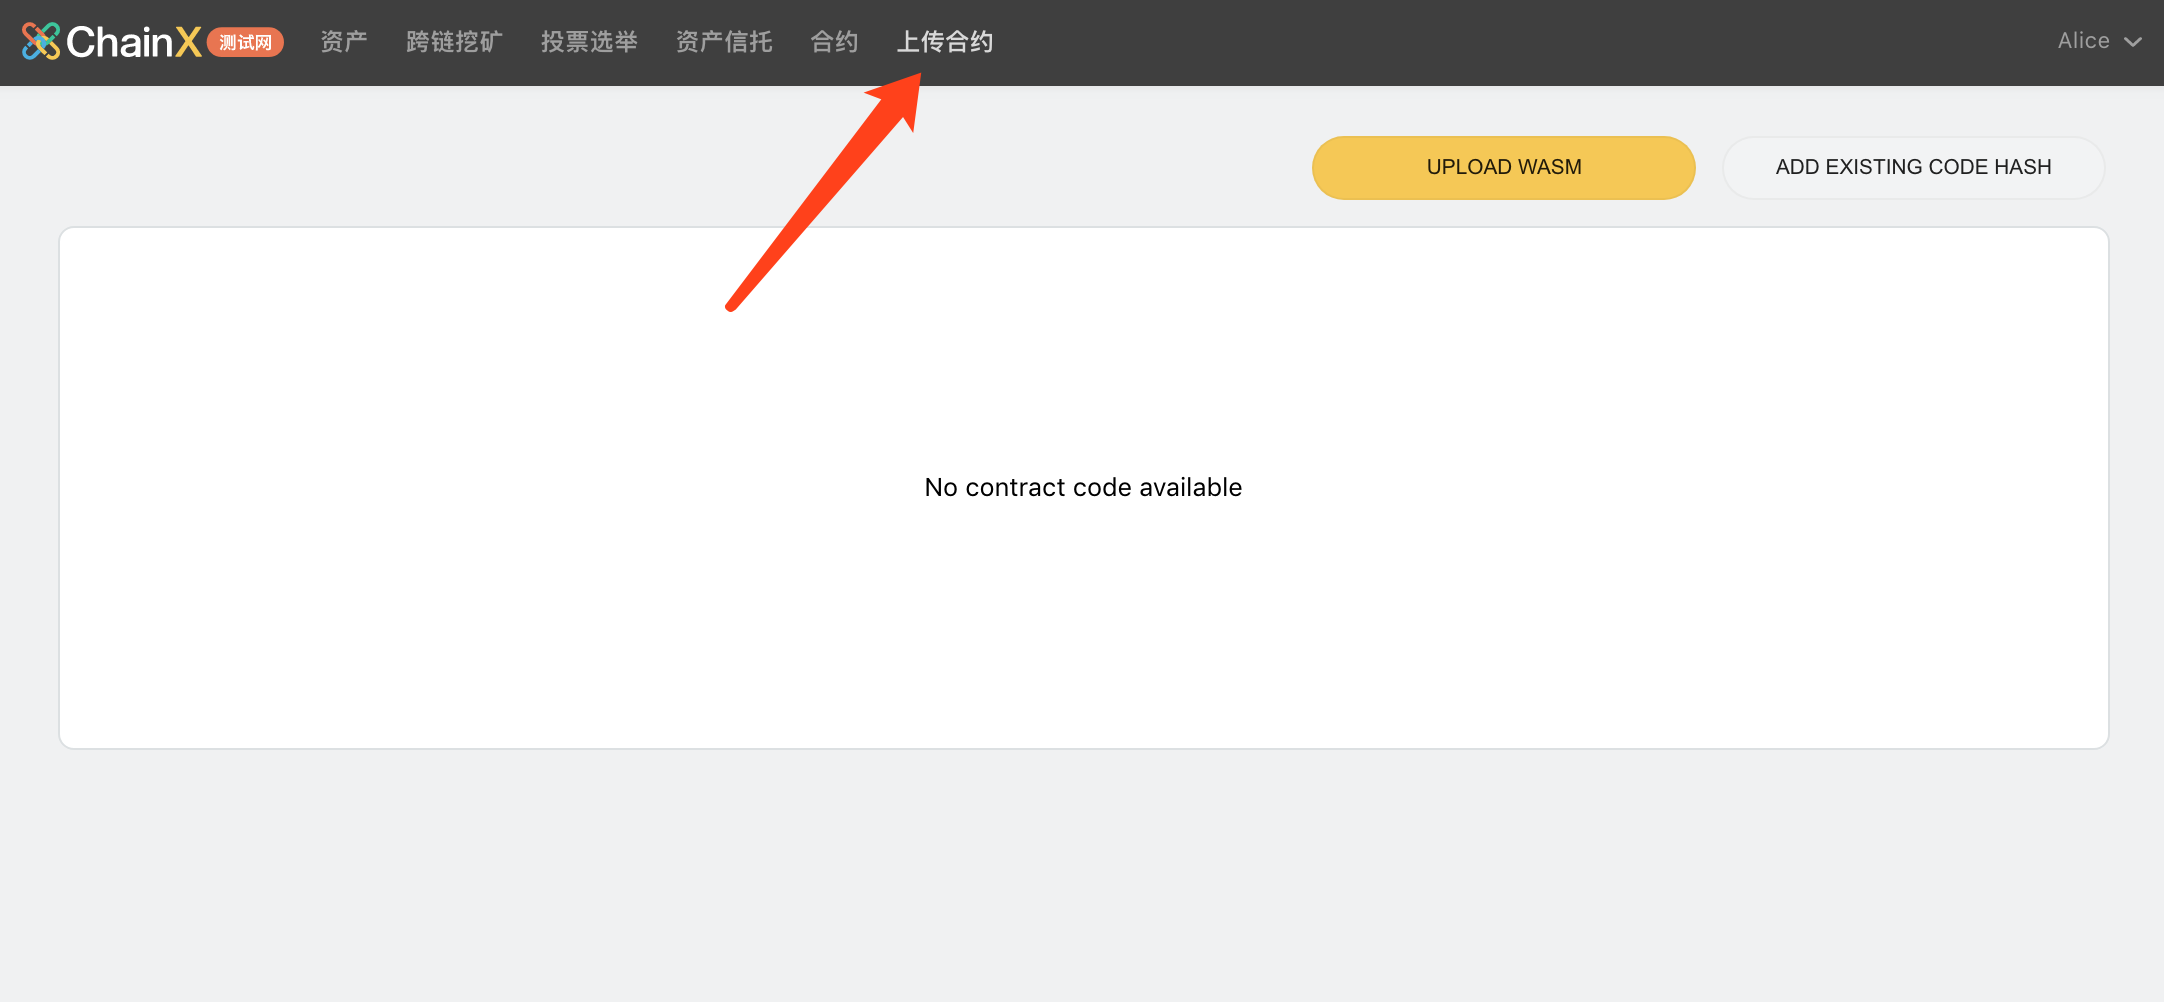 ChainX 测试网 资产 跨链挖矿 投票选举 资产信托 合约 上传合约 Alice
UPLOAD WASM ADD EXISTING CODE HASH
No contract code available